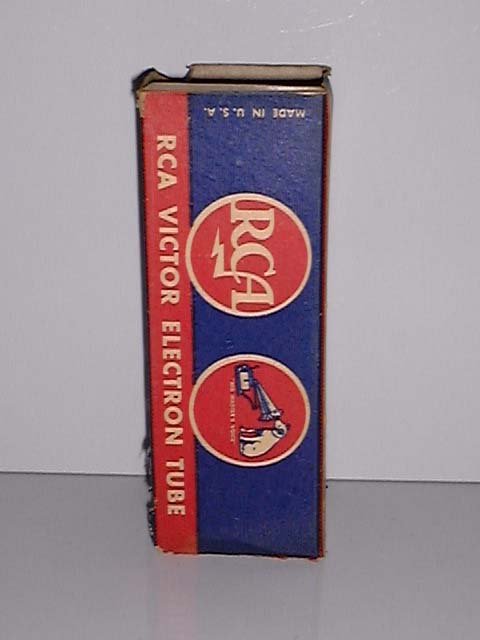 MADE IN U.S.A.
RCA VICTOR ELECTRON TUBE
RCA
"HIS MASTER'S VOICE"